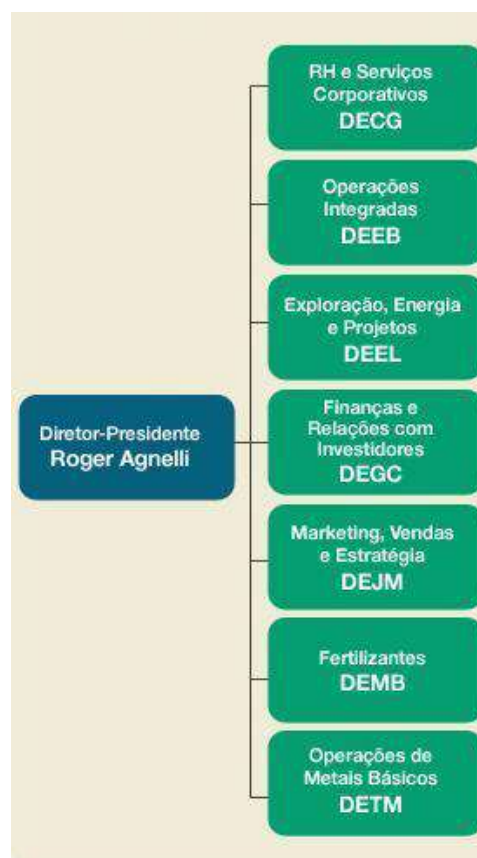 RH e Serviços
Corporativos
DECG
Operações
Integradas
DEEB
Exploração, Energia
e Projetos
DEEL
Diretor-Presidente
Roger Agnelli
Finanças e
Relações com
Investidores
DEGC
Marketing, Vendas
e Estratégia
DEJM
Fertilizantes
DEMB
Operações de
Metais Básicos
DETM